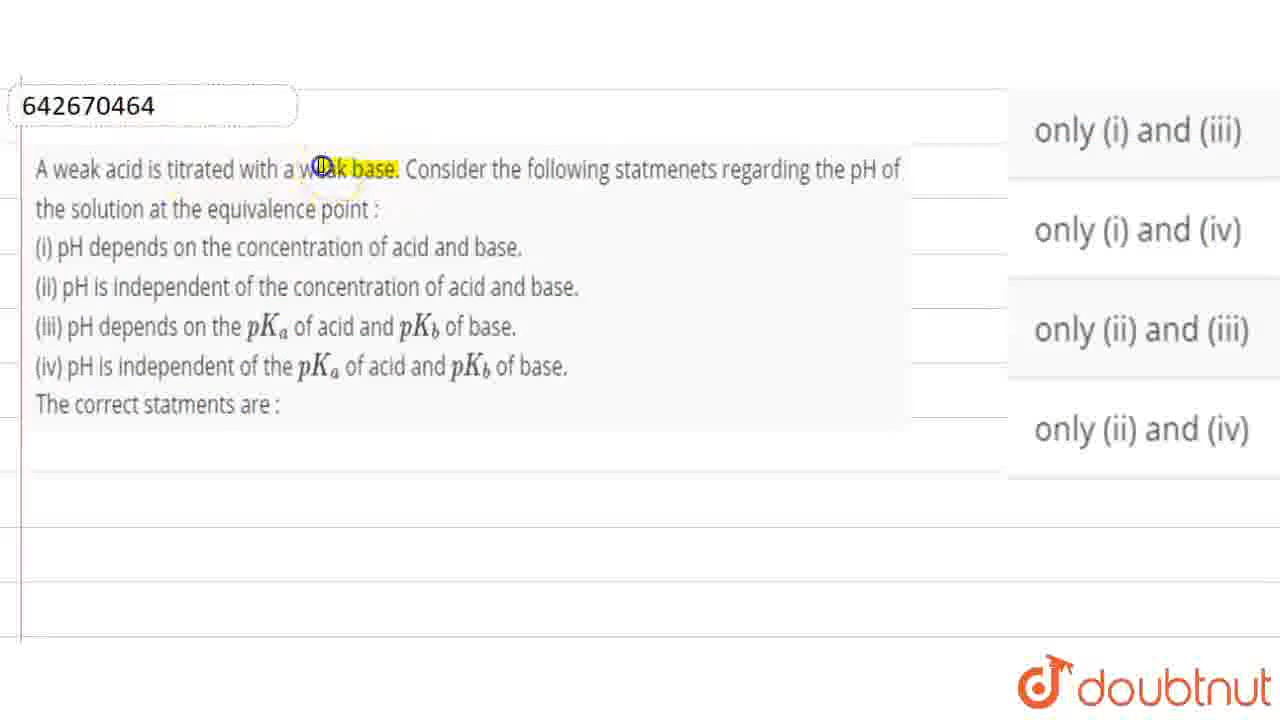 642670464
A weak acid is titrated with a weak base. Consider the following statmenets regarding the pH of
the solution at the equivalence point :
(i) pH depends on the concentration of acid and base.
(ii) pH is independent of the concentration of acid and base.
(iii) pH depends on the pKₐ of acid and pK_b of base.
(iv) pH is independent of the pKₐ of acid and pK_b of base.
The correct statments are :
only (i) and (iii)
only (i) and (iv)
only (ii) and (iii)
only (ii) and (iv)
doubtnut